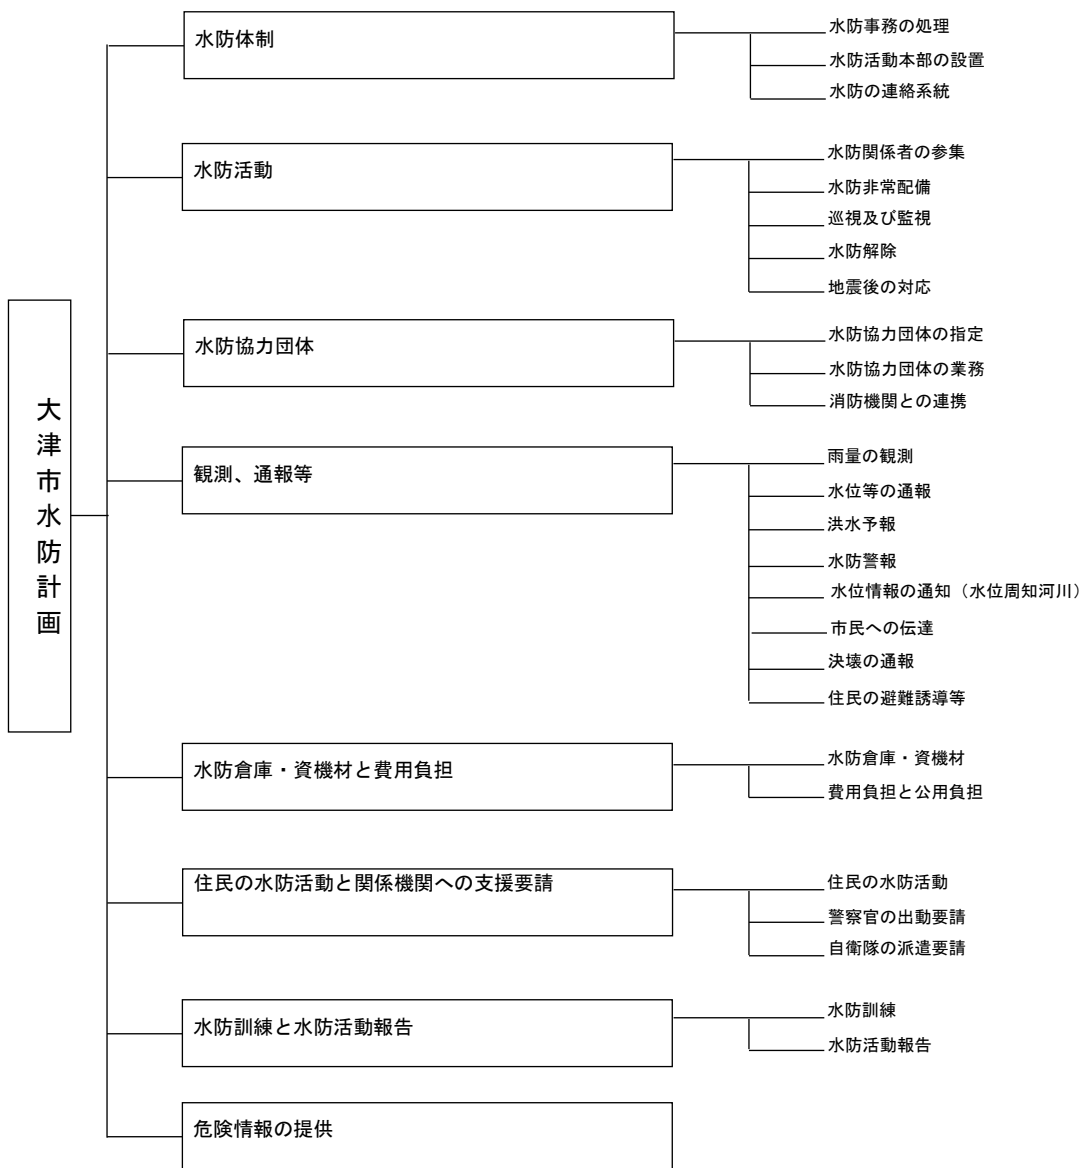 大津市水防計画
水防体制
水防事務の処理
水防活動本部の設置
水防の連絡系統
水防活動
水防関係者の参集
水防非常配備
巡視及び監視
水防解除
地震後の対応
水防協力団体
水防協力団体の指定
水防協力団体の業務
消防機関との連携
観測、通報等
雨量の観測
水位等の通報
洪水予報
水防警報
水位情報の通知（水位周知河川）
市民への伝達
決壊の通報
住民の避難誘導等
水防倉庫・資機材と費用負担
水防倉庫・資機材
費用負担と公用負担
住民の水防活動と関係機関への支援要請
住民の水防活動
警察官の出動要請
自衛隊の派遣要請
水防訓練と水防活動報告
水防訓練
水防活動報告
危険情報の提供